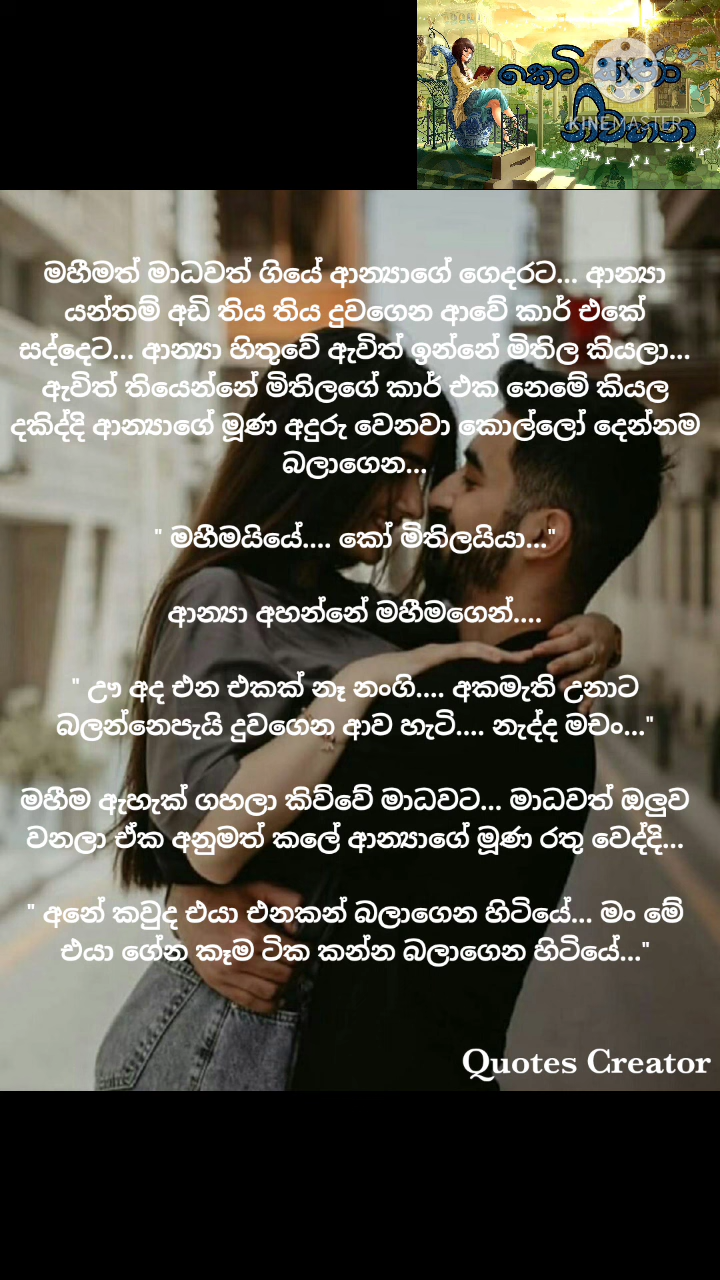 කෙටි
KINEMASTER
නිවහන
මහීමත් මාධවත් ගියේ ආන්‍යාගේ ගෙදරට... ආන්‍යා
යන්තම් අඩි තිය තිය දුවගෙන ආවේ කාර් එකේ
සද්දෙට... ආන්‍යා හිතුවේ ඇවිත් ඉන්නේ මිතිල කියලා...
ඇවිත් තියෙන්නේ මිතිලගේ කාර් එක නෙමේ කියල
දකිද්දි ආන්‍යාගේ මූණ අදුරු වෙනවා කොල්ලෝ දෙන්නම
බලාගෙන...
" මහීමයියේ.... කෝ මිතිලයියා..."
ආන්‍යා අහන්නේ මහීමගෙන්....
" ඌ අද එන එකක් නෑ නංගි.... අකමැති උනාට
බලන්නෙපැයි දුවගෙන ආව හැටි.... නැද්ද මචං..."
මහීම ඇහැක් ගහලා කිව්වේ මාධවට... මාධවත් ඔලුව
වනලා ඒක අනුමත් කලේ ආන්‍යාගේ මූණ රතු වෙද්දි...
" අනේ කවුද එයා එනකන් බලාගෙන හිටියේ... මං මේ
එයා ගේන කෑම ටික කන්න බලාගෙන හිටියේ..."
Quotes Creator